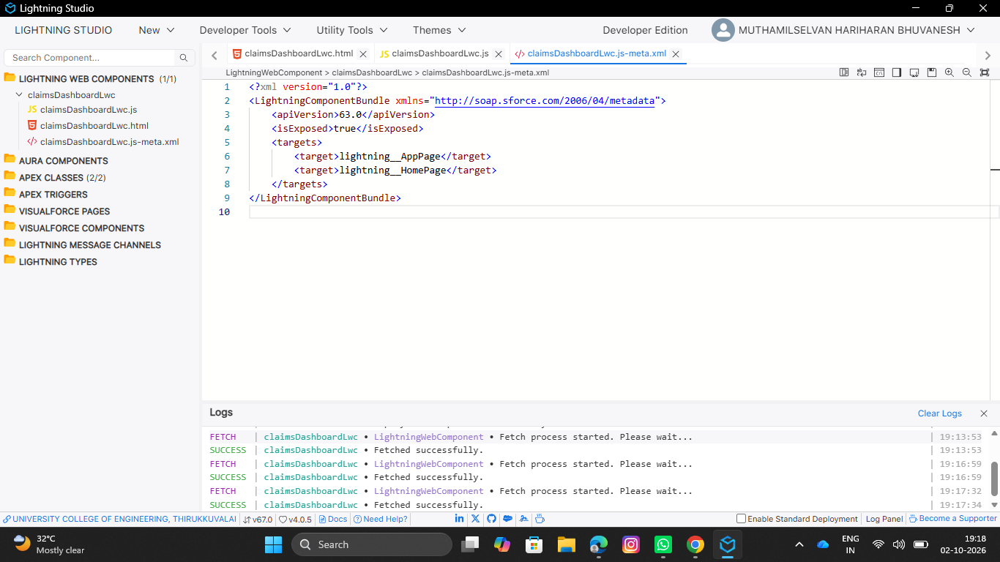 Lightning Studio
LIGHTNING STUDIO New Developer Tools Utility Tools Themes Developer Edition MUTHAMILSELVAN HARIHARAN BHUVANESH
Search Component...
claimsDashboardLwc.html JS claimsDashboardLwc.js claimsDashboardLwc.js-meta.xml
LightningWebComponent > claimsDashboardLwc > claimsDashboardLwc.js-meta.xml
LIGHTNING WEB COMPONENTS (1/1)
claimsDashboardLwc
JS claimsDashboardLwc.js
claimsDashboardLwc.html
</> claimsDashboardLwc.js-meta.xml
AURA COMPONENTS
APEX CLASSES (2/2)
APEX TRIGGERS
VISUALFORCE PAGES
VISUALFORCE COMPONENTS
LIGHTNING MESSAGE CHANNELS
LIGHTNING TYPES
1 <?xml version="1.0"?>
2 <LightningComponentBundle xmlns="http://soap.sforce.com/2006/04/metadata">
3 <apiVersion>63.0</apiVersion>
4 <isExposed>true</isExposed>
5 <targets>
6 <target>lightning__AppPage</target>
7 <target>lightning__HomePage</target>
8 </targets>
9 </LightningComponentBundle>
10
Logs Clear Logs
FETCH | claimsDashboardLwc • LightningWebComponent • Fetch process started. Please wait... | 19:13:53
SUCCESS | claimsDashboardLwc • Fetched successfully. | 19:13:53
FETCH | claimsDashboardLwc • LightningWebComponent • Fetch process started. Please wait... | 19:16:59
SUCCESS | claimsDashboardLwc • Fetched successfully. | 19:16:59
FETCH | claimsDashboardLwc • LightningWebComponent • Fetch process started. Please wait... | 19:17:32
SUCCESS | claimsDashboardLwc • Fetched successfully. | 19:17:34
UNIVERSITY COLLEGE OF ENGINEERING, THIRUKKUVALAI v67.0 v4.0.5 Docs Need Help? in X Enable Standard Deployment Log Panel Become a Supporter
32°C
Mostly clear
Search
ENG
IN
19:18
02-10-2026